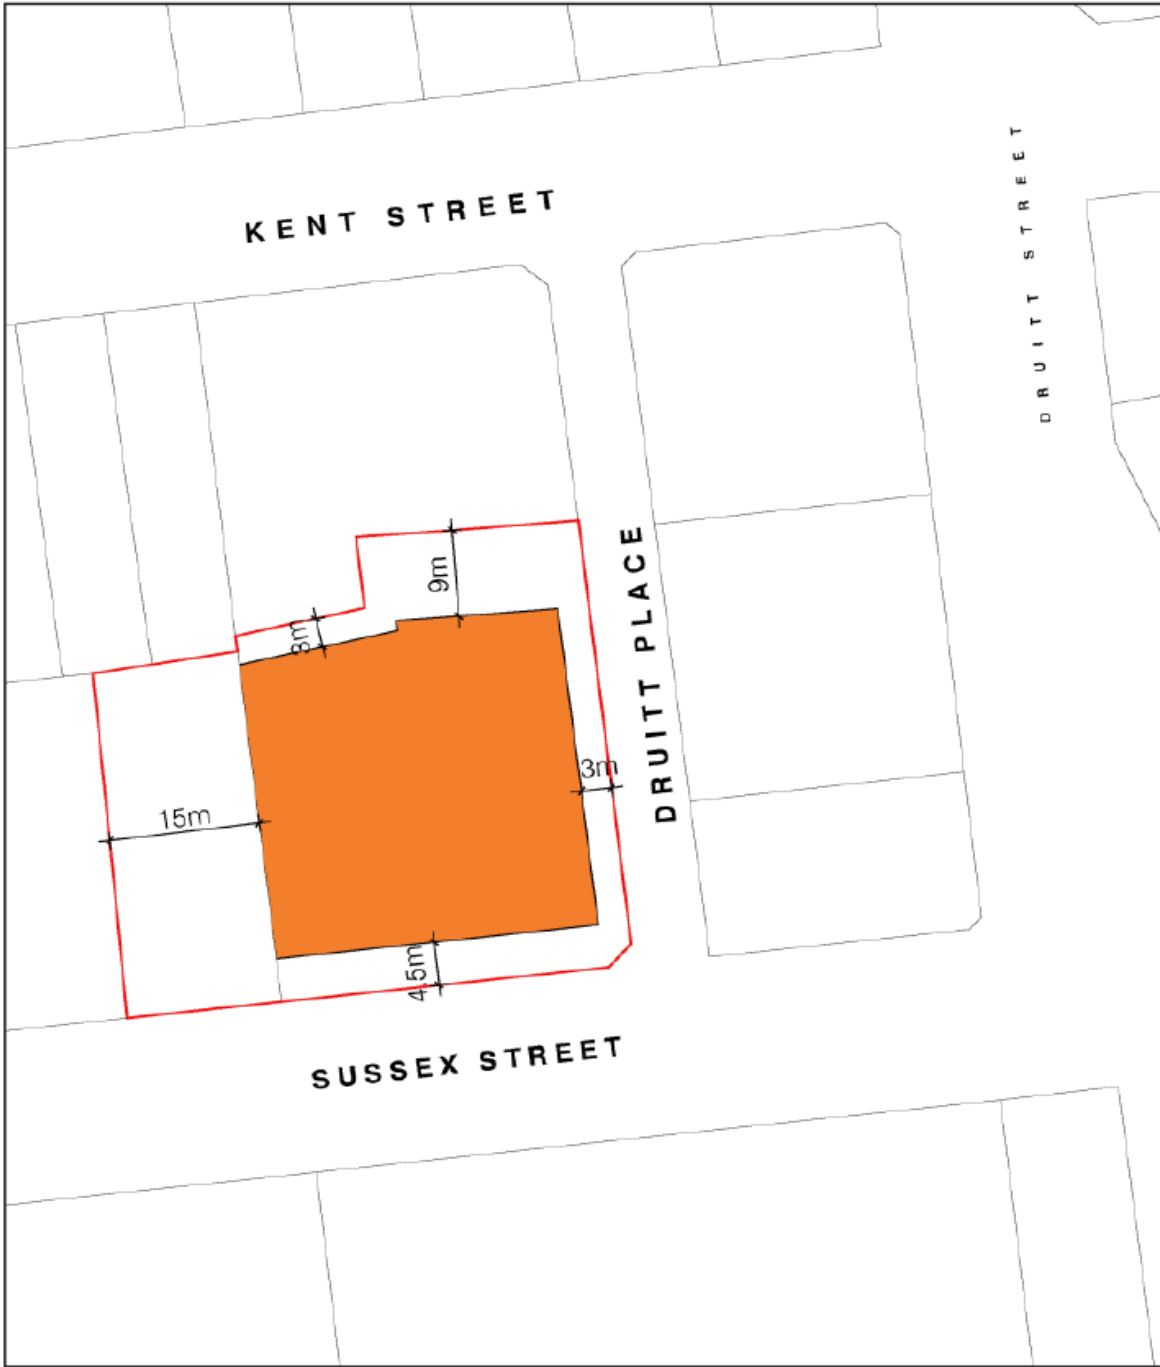 DRUITT STREET
KENT STREET
9m
DRUITT PLACE
3m
3m
15m
4.5m
SUSSEX STREET